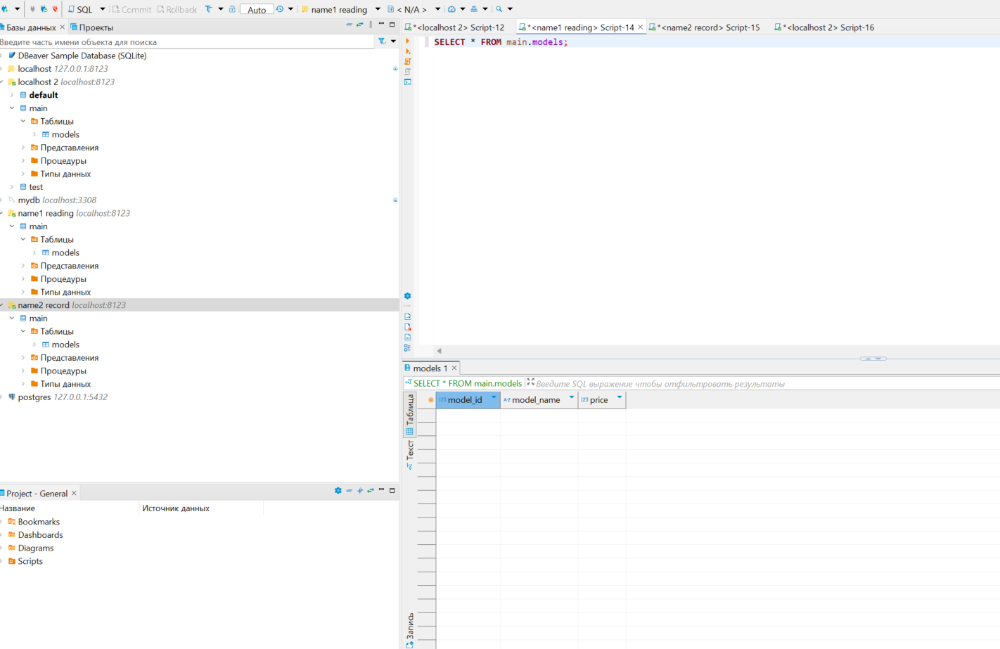 SQL Commit Rollback Auto name1 reading < N/A >
Базы данных Проекты
Введите часть имени объекта для поиска
DBeaver Sample Database (SQLite)
localhost 127.0.0.1:8123
localhost 2 localhost:8123
default
main
Таблицы
models
Представления
Процедуры
Типы данных
test
mydb localhost:3308
name1 reading localhost:8123
main
Таблицы
models
Представления
Процедуры
Типы данных
name2 record localhost:8123
main
Таблицы
models
Представления
Процедуры
Типы данных
postgres 127.0.0.1:5432
Project - General
Название Источник данных
Bookmarks
Dashboards
Diagrams
Scripts
*<localhost 2> Script-12 *<name1 reading> Script-14 *<name2 record> Script-15 *<localhost 2> Script-16
SELECT * FROM main.models;
models 1
SELECT * FROM main.models Введите SQL выражение чтобы отфильтровать результаты
123 model_id A-Z model_name 123 price
Таблица
Текст
Запись